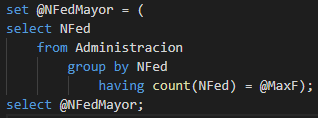 set @NFedMayor = (
select NFed
from Administracion
group by NFed
having count(NFed) = @MaxF);
select @NFedMayor;